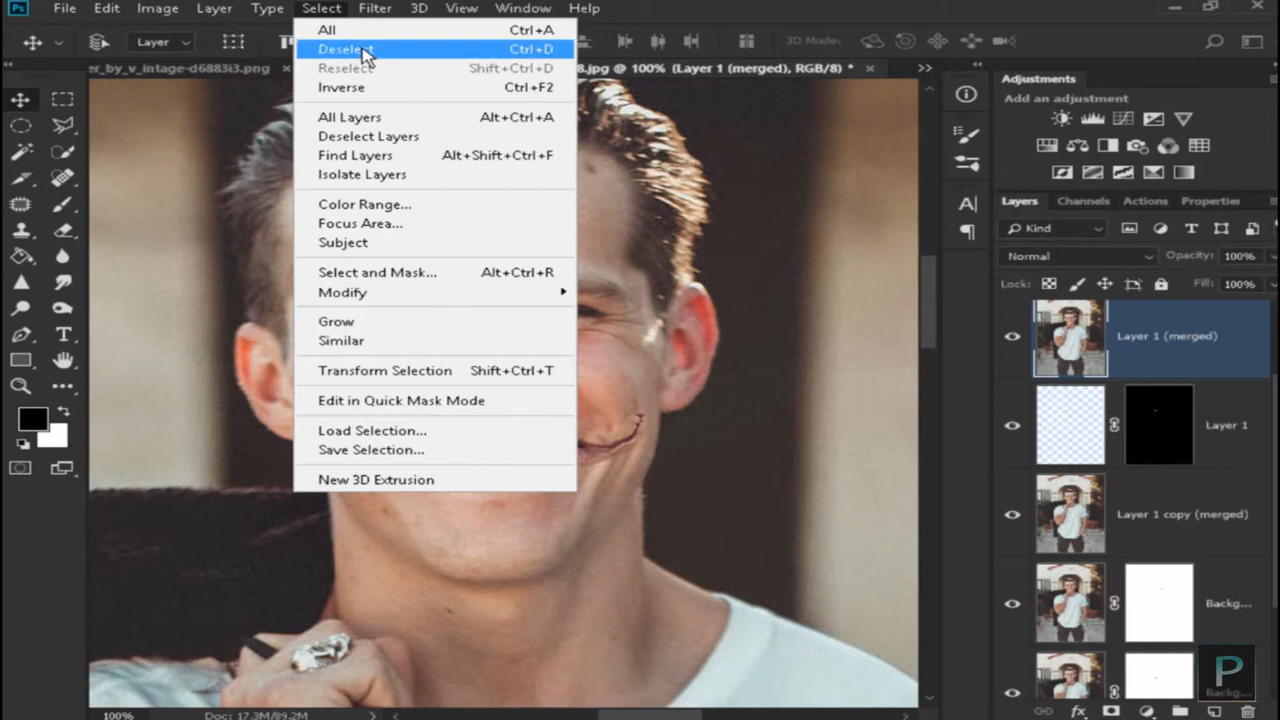 Ps File Edit Image Layer Type Select Filter 3D View Window Help
Layer 3D Mode:
er_by_v_intage-d6883i3.png 8.jpg @ 100% (Layer 1 (merged), RGB/8) *
All Ctrl+A
Deselect Ctrl+D
Reselect Shift+Ctrl+D
Inverse Ctrl+F2
All Layers Alt+Ctrl+A
Deselect Layers
Find Layers Alt+Shift+Ctrl+F
Isolate Layers
Color Range...
Focus Area...
Subject
Select and Mask... Alt+Ctrl+R
Modify
Grow
Similar
Transform Selection Shift+Ctrl+T
Edit in Quick Mask Mode
Load Selection...
Save Selection...
New 3D Extrusion
Adjustments
Add an adjustment
Layers Channels Actions Properties
Kind
Normal Opacity: 100%
Lock: Fill: 100%
Layer 1 (merged)
Layer 1
Layer 1 copy (merged)
Backg...
Backg...
P
100% Doc: 17.3M/89.2M